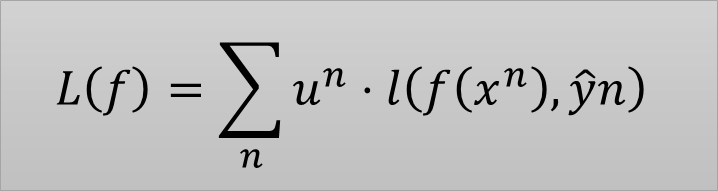 L(f) = ∑ₙ uⁿ · l(f(xⁿ), ŷn)